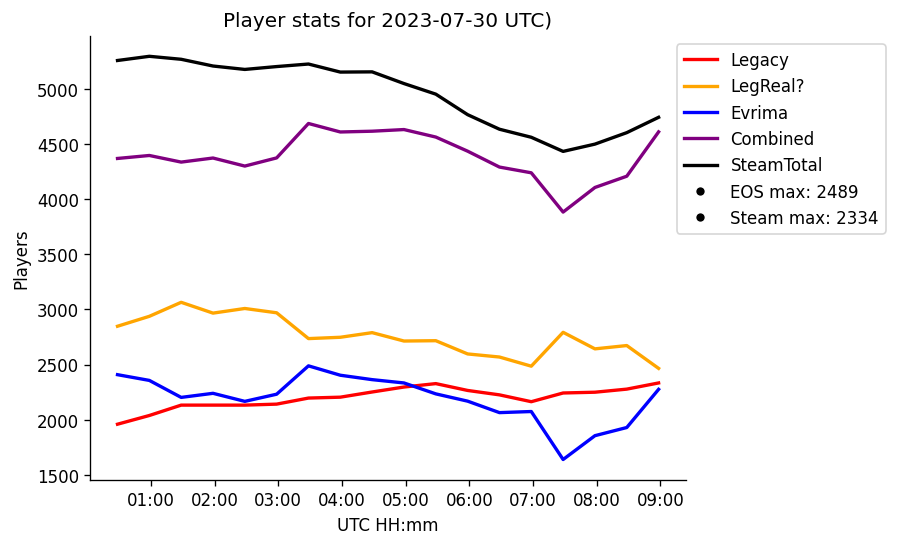 Player stats for 2023-07-30 UTC)
Legacy
LegReal?
Evrima
Combined
SteamTotal
EOS max: 2489
Steam max: 2334
Players
5000
4500
4000
3500
3000
2500
2000
1500
01:00 02:00 03:00 04:00 05:00 06:00 07:00 08:00 09:00
UTC HH:mm